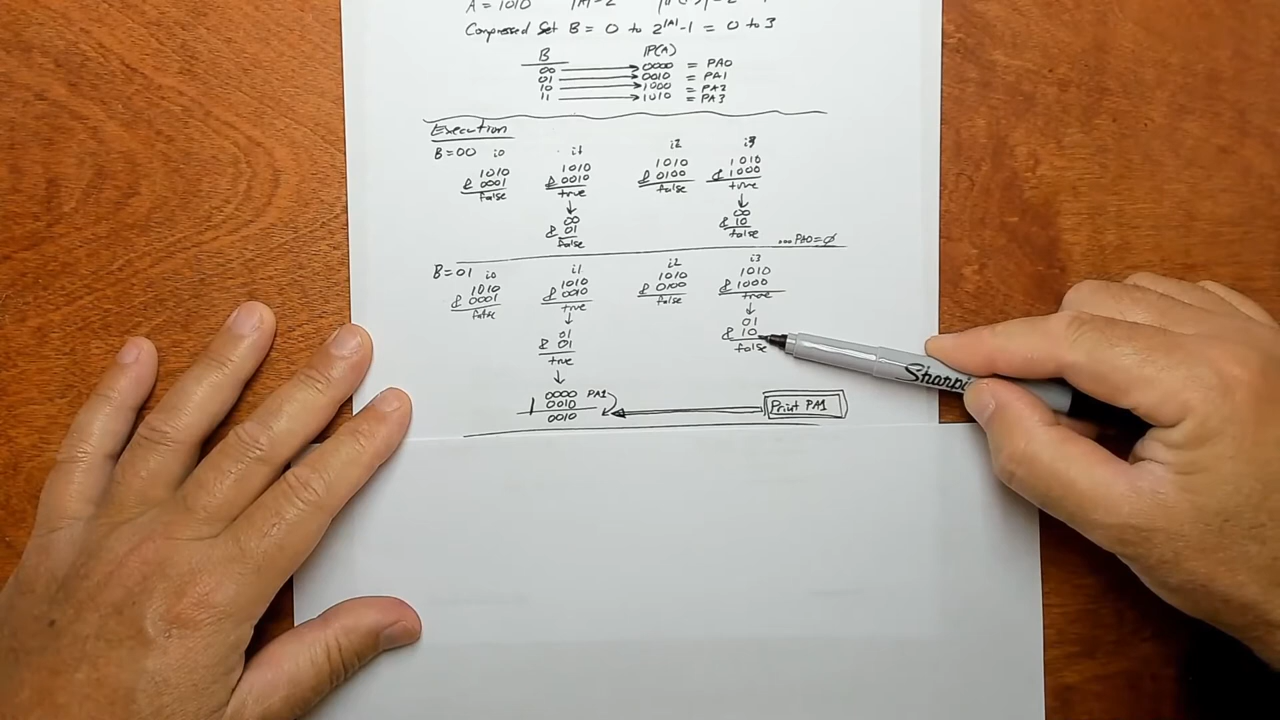 A = 1010 |A| = 2
Compressed Set B = 0 to 2^|A|-1 = 0 to 3
B IP(A)
00 → 0000 = PA0
01 → 0010 = PA1
10 → 1000 = PA2
11 → 1010 = PA3
Execution
B=00 i0 i1 i2 i3
1010 1010 1010 1010
& 0001 & 0010 & 0100 & 1000
false true false true
↓ ↓
00 00
& 01 & 10
false false
...PA0=∅
B=01 i0 i1 i2 i3
1010 1010 1010 1010
& 0001 & 0010 & 0100 & 1000
false true false true
↓ ↓
01 01
& 01 & 10
true false
↓
0000 PA1
| 0010 Print PA1
0010
Sharpi